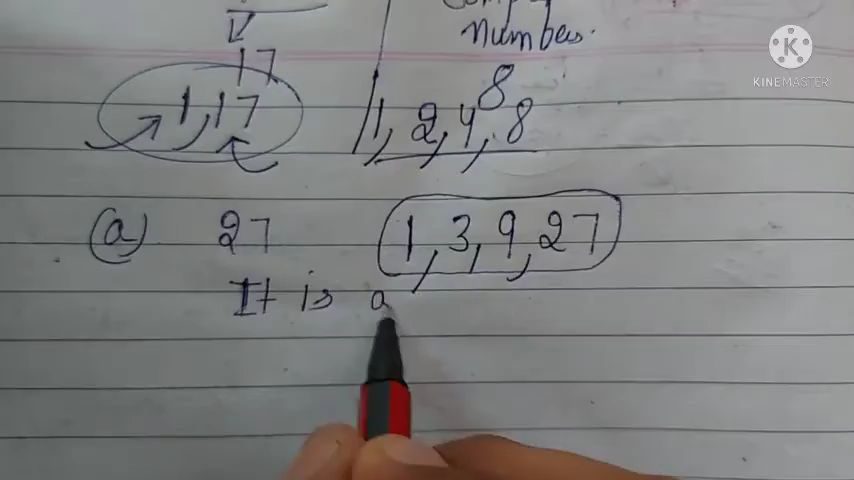 Numbers.
17
1, 17
8
1, 2, 4, 8
(a) 27 1, 3, 9, 27
It is a
K
KINEMASTER